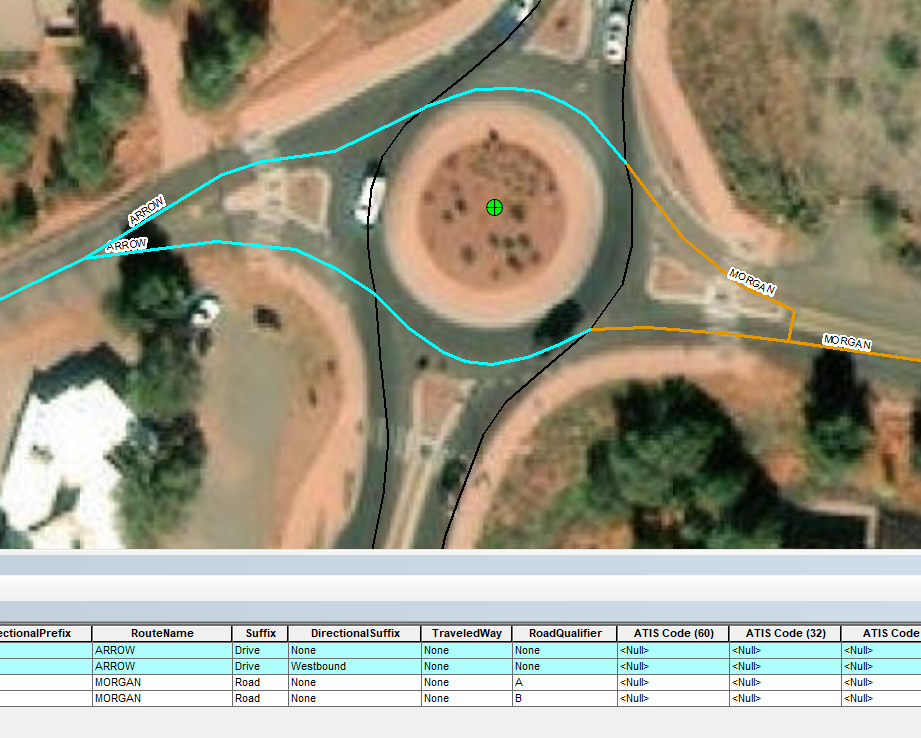 ARROW
ARROW
MORGAN
MORGAN
ectionalPrefix RouteName Suffix DirectionalSuffix TraveledWay RoadQualifier ATIS Code (60) ATIS Code (32) ATIS Code
ARROW Drive None None None <Null> <Null> <Null>
ARROW Drive Westbound None None <Null> <Null> <Null>
MORGAN Road None None A <Null> <Null> <Null>
MORGAN Road None None B <Null> <Null> <Null>